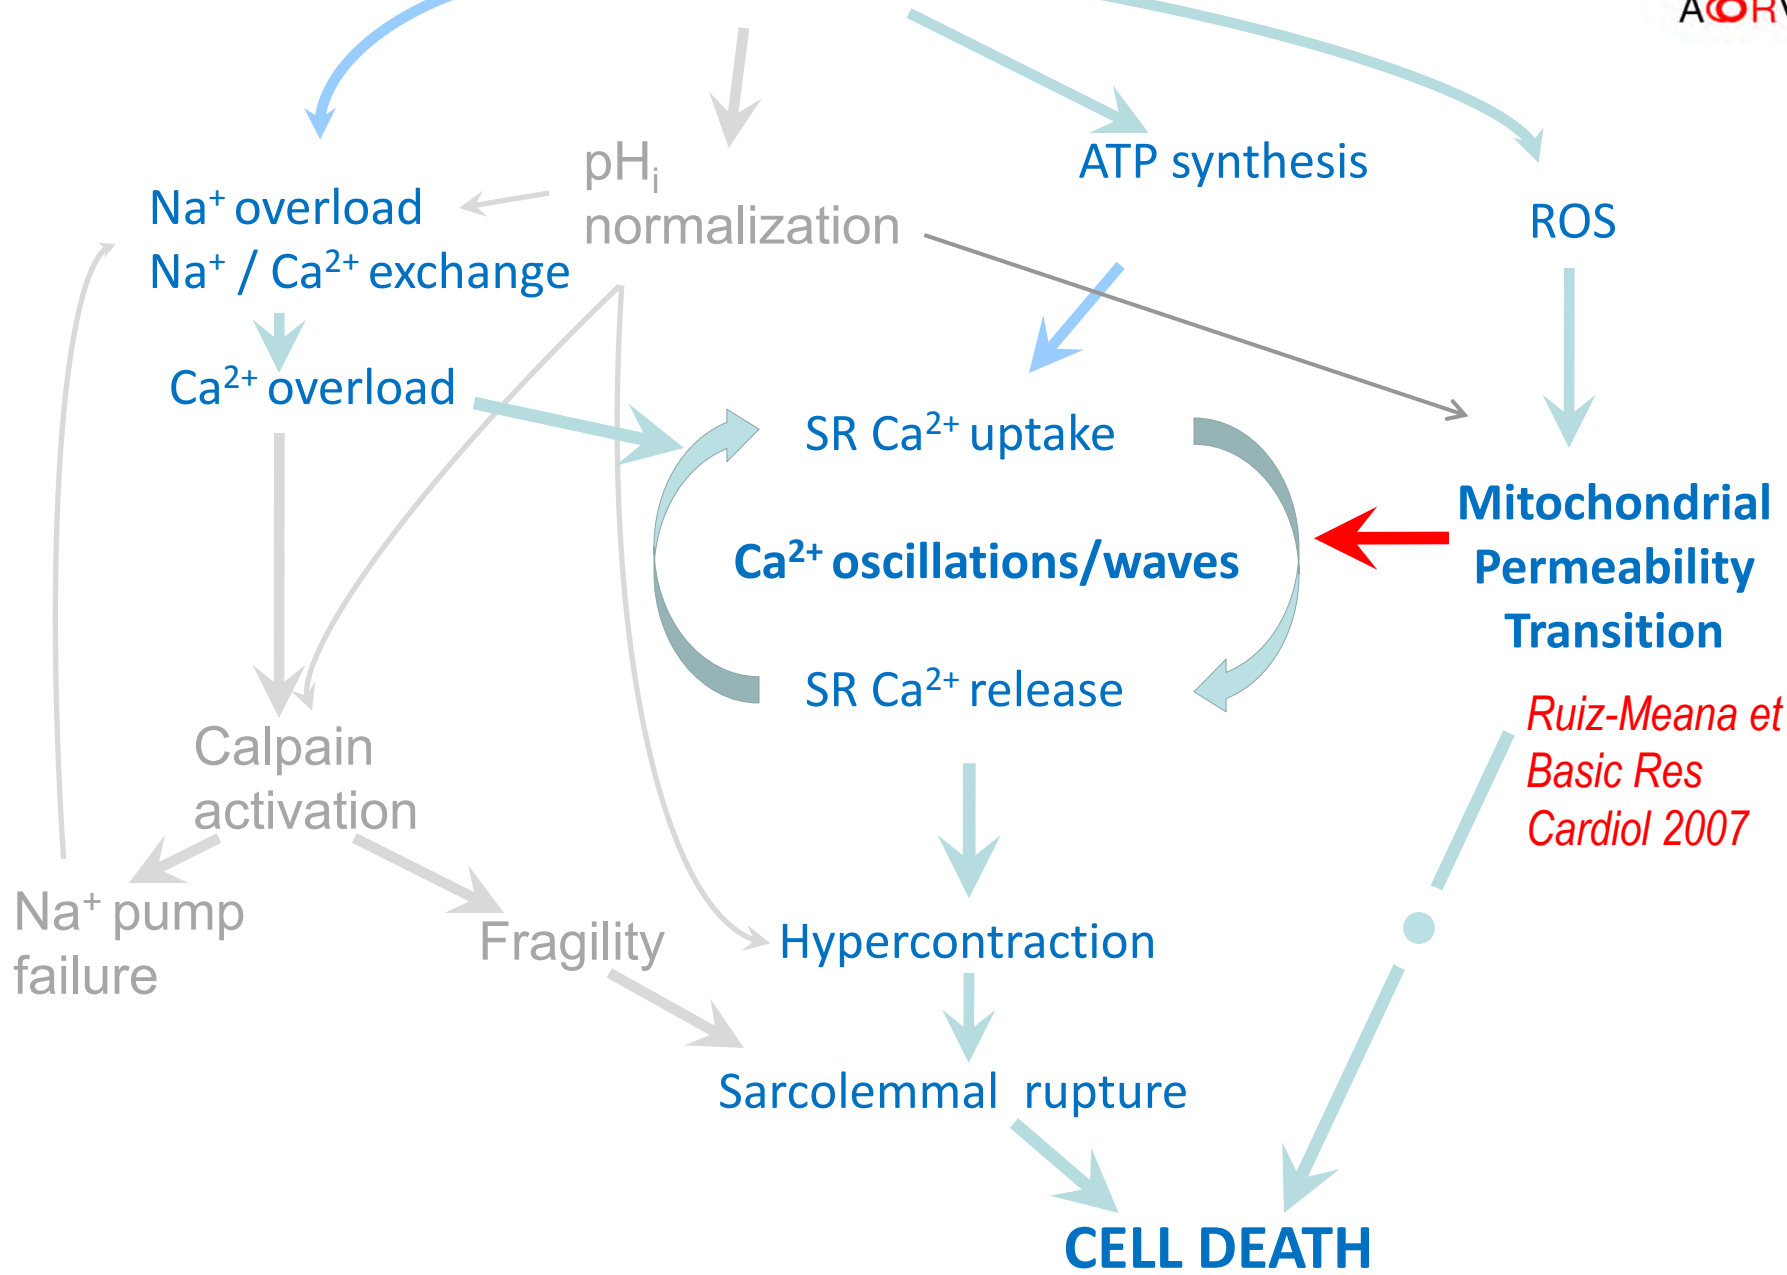 pHᵢ
normalization
ATP synthesis
ROS
Na⁺ overload
Na⁺ / Ca²⁺ exchange
Ca²⁺ overload
SR Ca²⁺ uptake
Ca²⁺ oscillations/waves
SR Ca²⁺ release
Mitochondrial
Permeability
Transition
Ruiz-Meana et
Basic Res
Cardiol 2007
Calpain
activation
Na⁺ pump
failure
Fragility
Hypercontraction
Sarcolemmal rupture
CELL DEATH